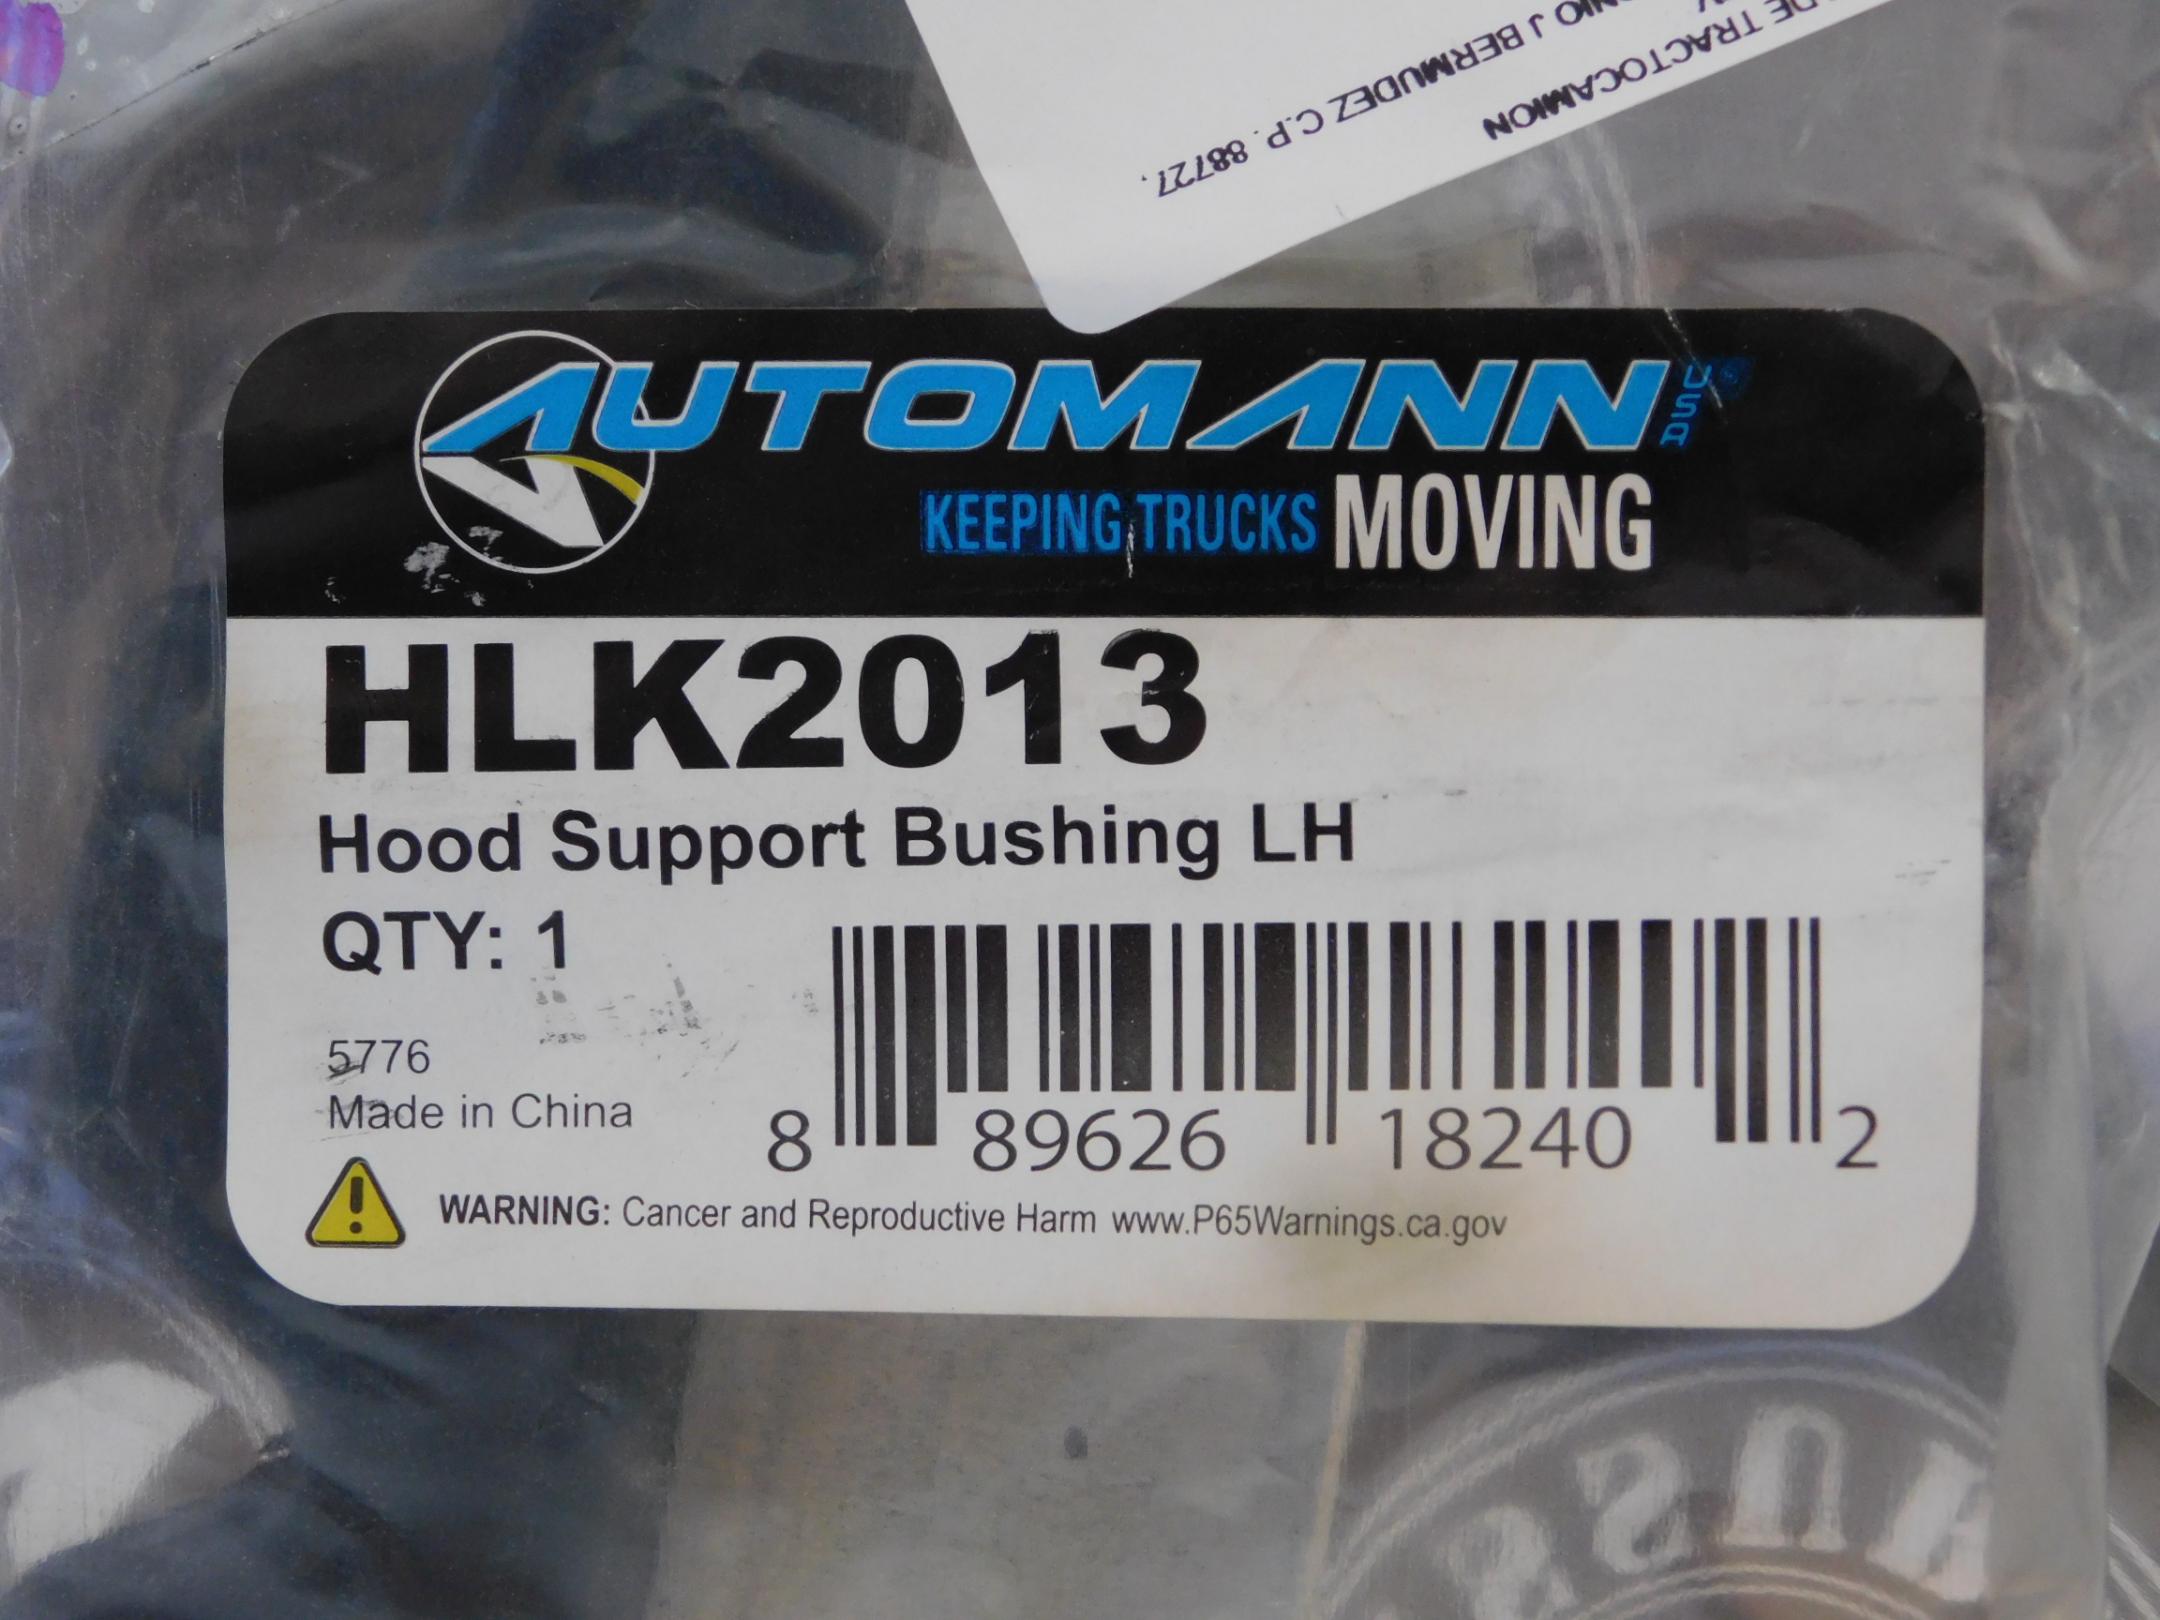 DE TRACTOCAMION
J BERMUDEZ C.P. 88727.
AUTOMANN USA
KEEPING TRUCKS MOVING
HLK2013
Hood Support Bushing LH
QTY: 1
5776
Made in China
8 89626 18240 2
WARNING: Cancer and Reproductive Harm www.P65Warnings.ca.gov